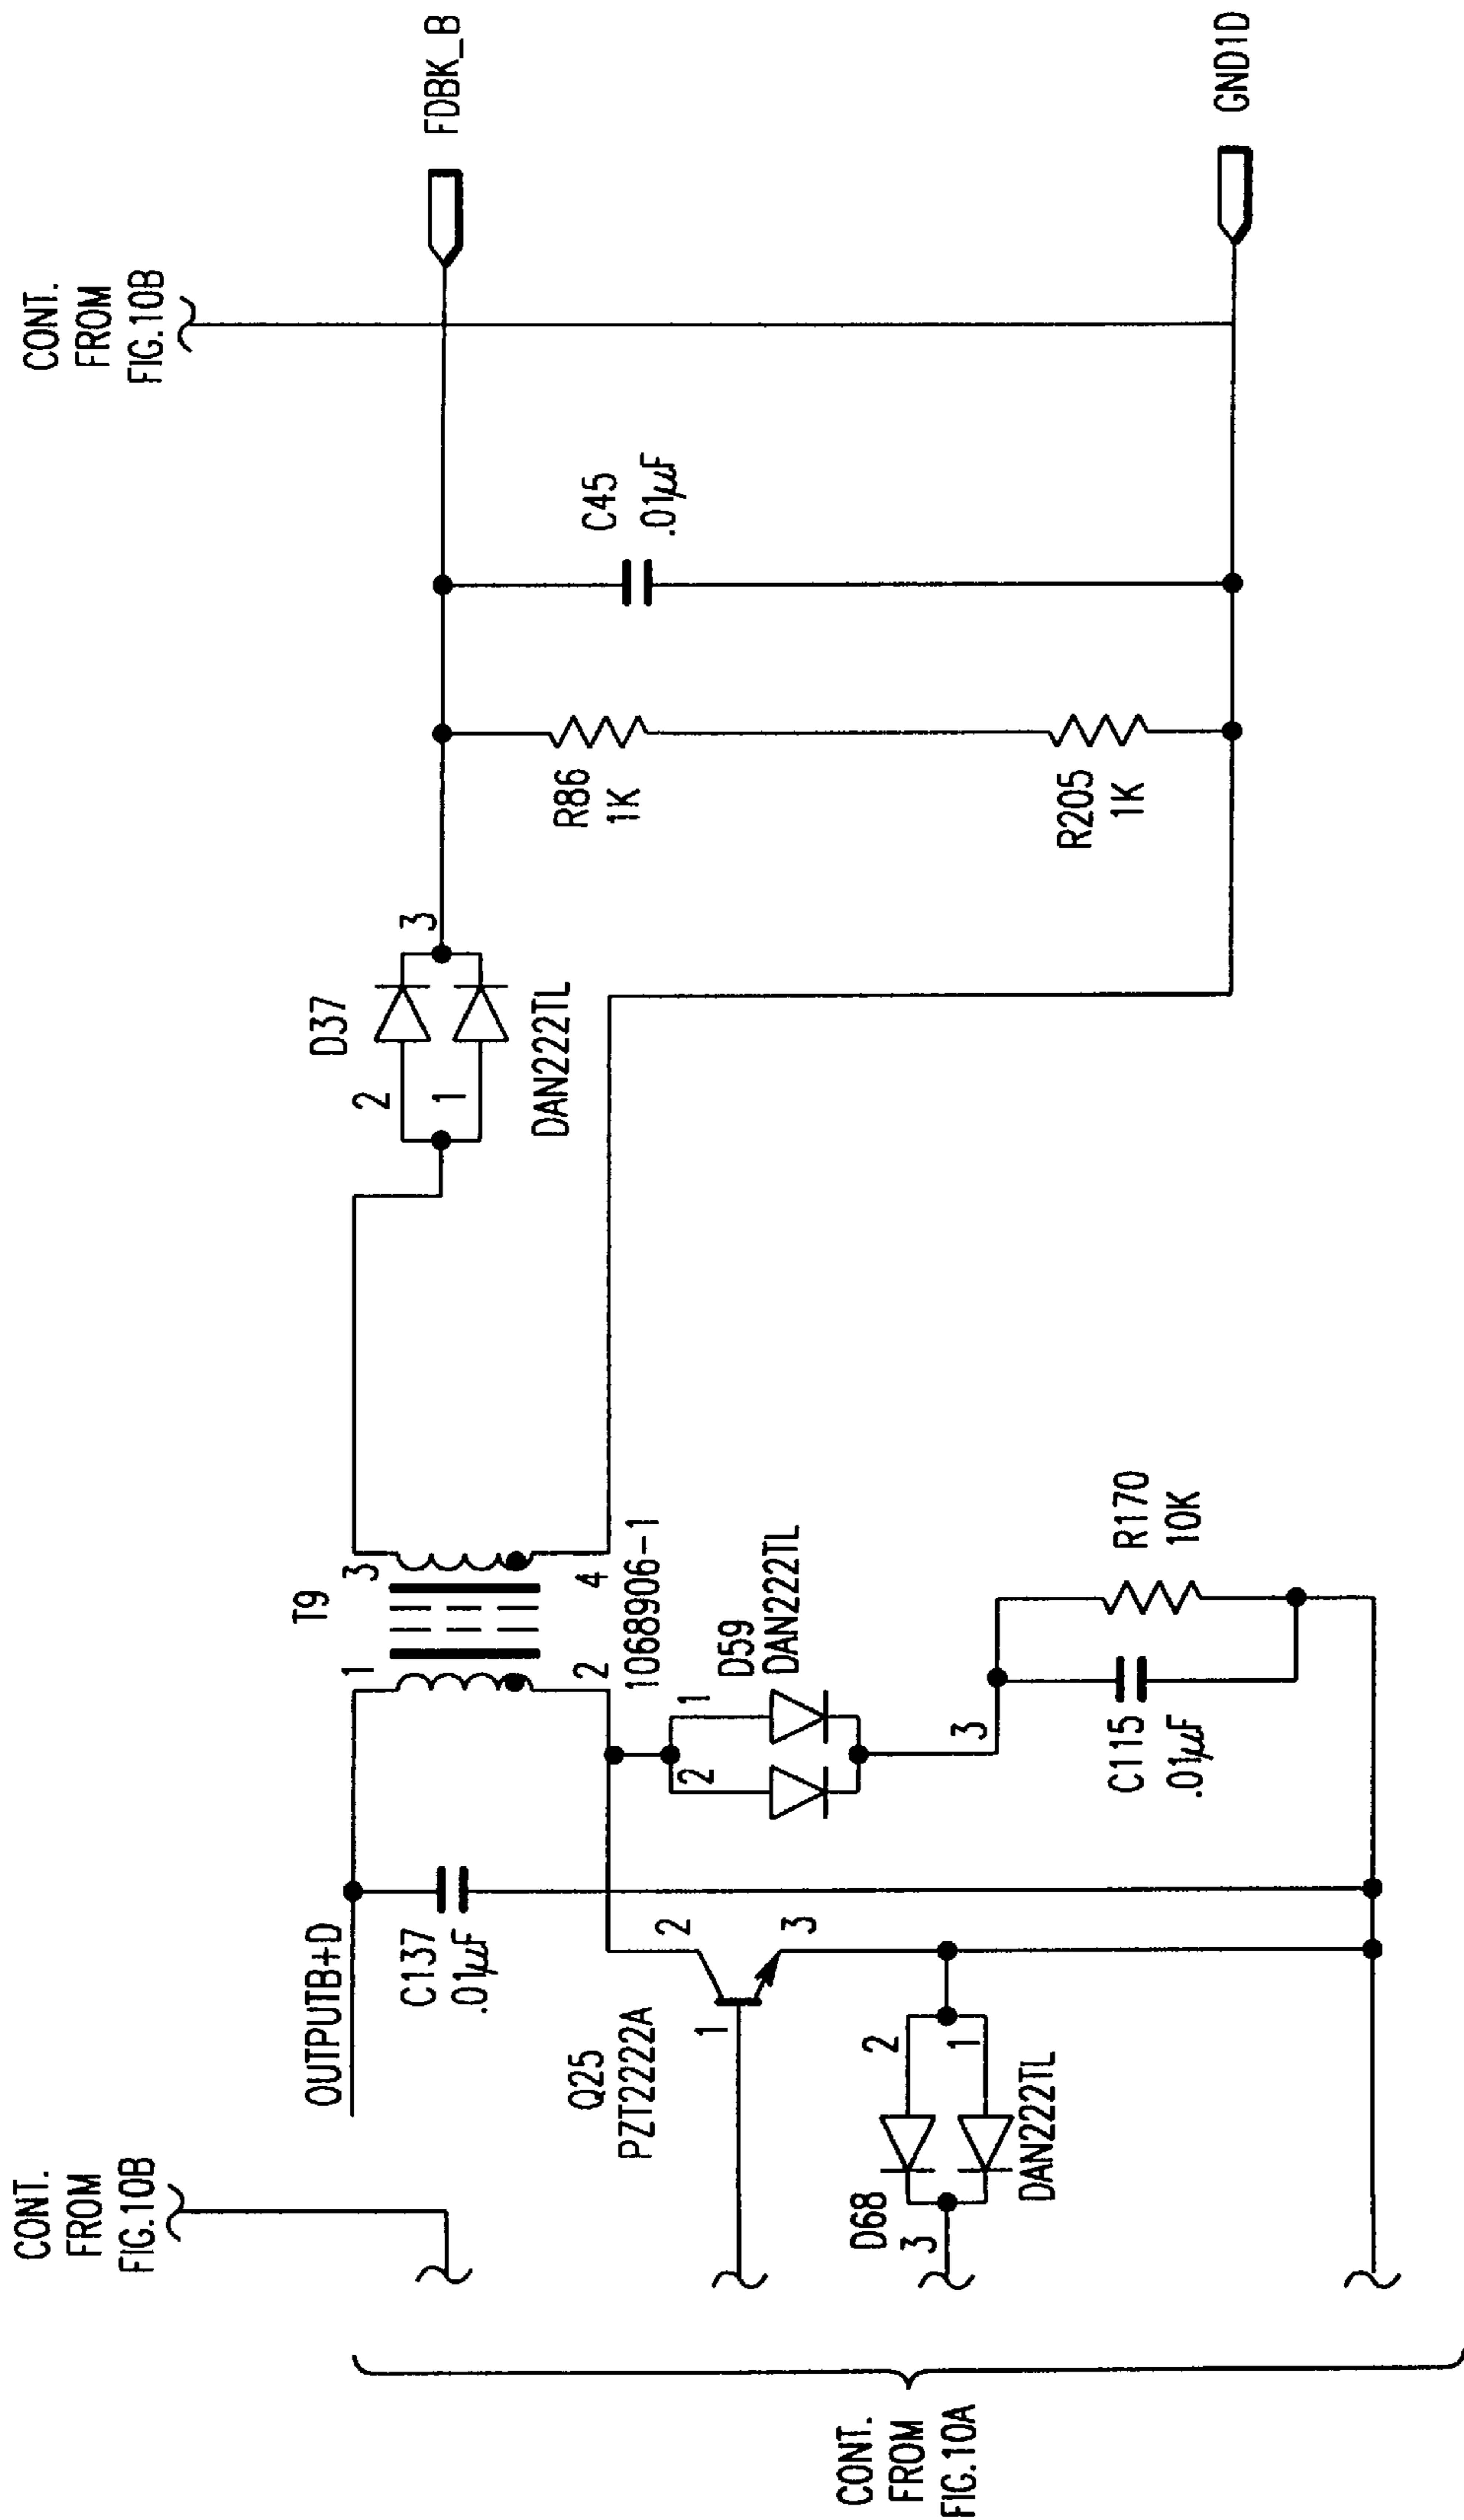 CONT.
FROM
FIG.10B
CONT.
FROM
FIG.10B
OUTPUTB+D
T9
1
3
D37
2
3
FDBK_B
C137
.01µF
1
DAN222TL
2
4
1068906-1
R86
1K
C45
.01µF
Q25
PZT2222A
2
1
3
D59
DAN222TL
1
2
CONT.
FROM
FIG.10A
D68
3
2
1
DAN222TL
3
R170
10K
C115
.01µF
R205
1K
GND1D